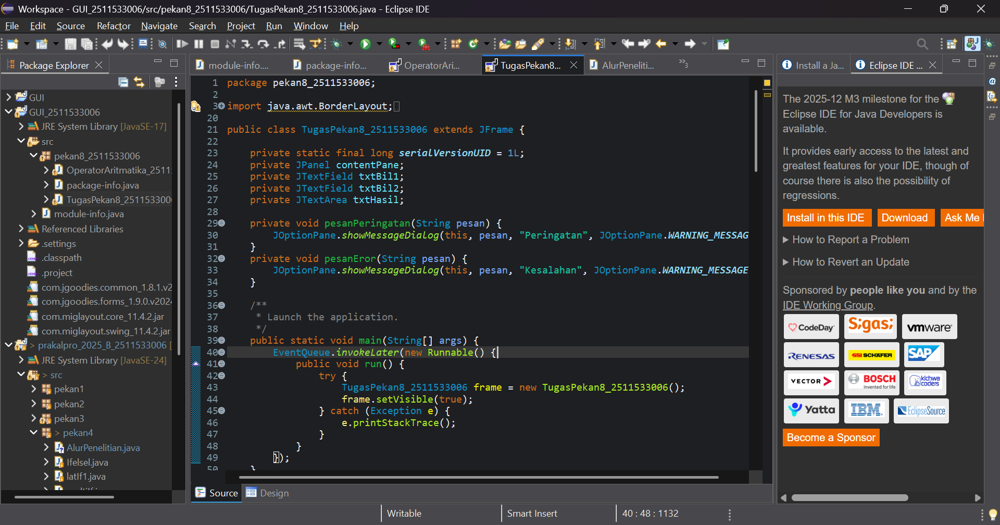 Workspace - GUI_2511533006/src/pekan8_2511533006/TugasPekan8_2511533006.java - Eclipse IDE
File Edit Source Refactor Navigate Search Project Run Window Help
Package Explorer
GUI
GUI_2511533006
JRE System Library [JavaSE-17]
src
pekan8_2511533006
OperatorAritmatika_2511
package-info.java
TugasPekan8_251153300
module-info.java
Referenced Libraries
.settings
.classpath
.project
com.jgoodies.common_1.8.1.v2
com.jgoodies.forms_1.9.0.v202
com.miglayout.core_11.4.2.jar
com.miglayout.swing_11.4.2.jar
> prakalpro_2025_B_2511533006 [
JRE System Library [JavaSE-24]
> src
pekan1
pekan2
pekan3
> pekan4
AlurPenelitian.java
Ifelsel.java
latIf1.java
module-info.... package-info... OperatorAri... TugasPekan8... AlurPeneliti... »3
1 package pekan8_2511533006;
2
3 import java.awt.BorderLayout;
20
21 public class TugasPekan8_2511533006 extends JFrame {
22
23 private static final long serialVersionUID = 1L;
24 private JPanel contentPane;
25 private JTextField txtBil1;
26 private JTextField txtBil2;
27 private JTextArea txtHasil;
28
29 private void pesanPeringatan(String pesan) {
30 JOptionPane.showMessageDialog(this, pesan, "Peringatan", JOptionPane.WARNING_MESSAG
31 }
32 private void pesanEror(String pesan) {
33 JOptionPane.showMessageDialog(this, pesan, "Kesalahan", JOptionPane.WARNING_MESSAGE
34 }
35
36 /**
37 * Launch the application.
38 */
39 public static void main(String[] args) {
40 EventQueue.invokeLater(new Runnable() {
41 public void run() {
42 try {
43 TugasPekan8_2511533006 frame = new TugasPekan8_2511533006();
44 frame.setVisible(true);
45 } catch (Exception e) {
46 e.printStackTrace();
47 }
48 }
49 });
50 }
Source Design
Install a Ja... Eclipse IDE ...
The 2025-12 M3 milestone for the
Eclipse IDE for Java Developers is
available.
It provides early access to the latest and
greatest features for your IDE, though of
course there is also the possibility of
regressions.
Install in this IDE Download Ask Me
How to Report a Problem
How to Revert an Update
Sponsored by people like you and by the
IDE Working Group.
CodeDay Sigasi vmware
RENESAS SSI SCHÄFER SAP
VECTOR BOSCH Invented for life kichwa coders
Yatta IBM EclipseSource
Become a Sponsor
Writable Smart Insert 40 : 48 : 1132